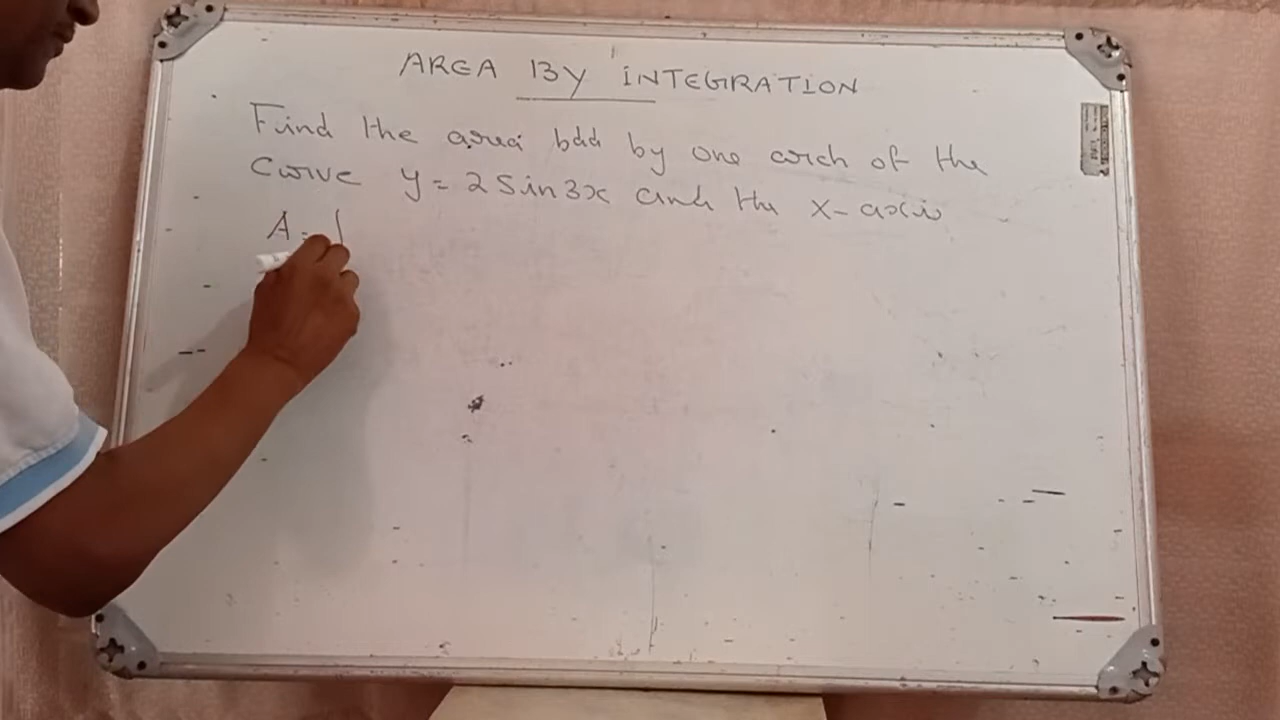 AREA BY INTEGRATION
Find the area bdd by one arch of the
Curve y = 2 Sin 3x and the x-axis
A = ∫